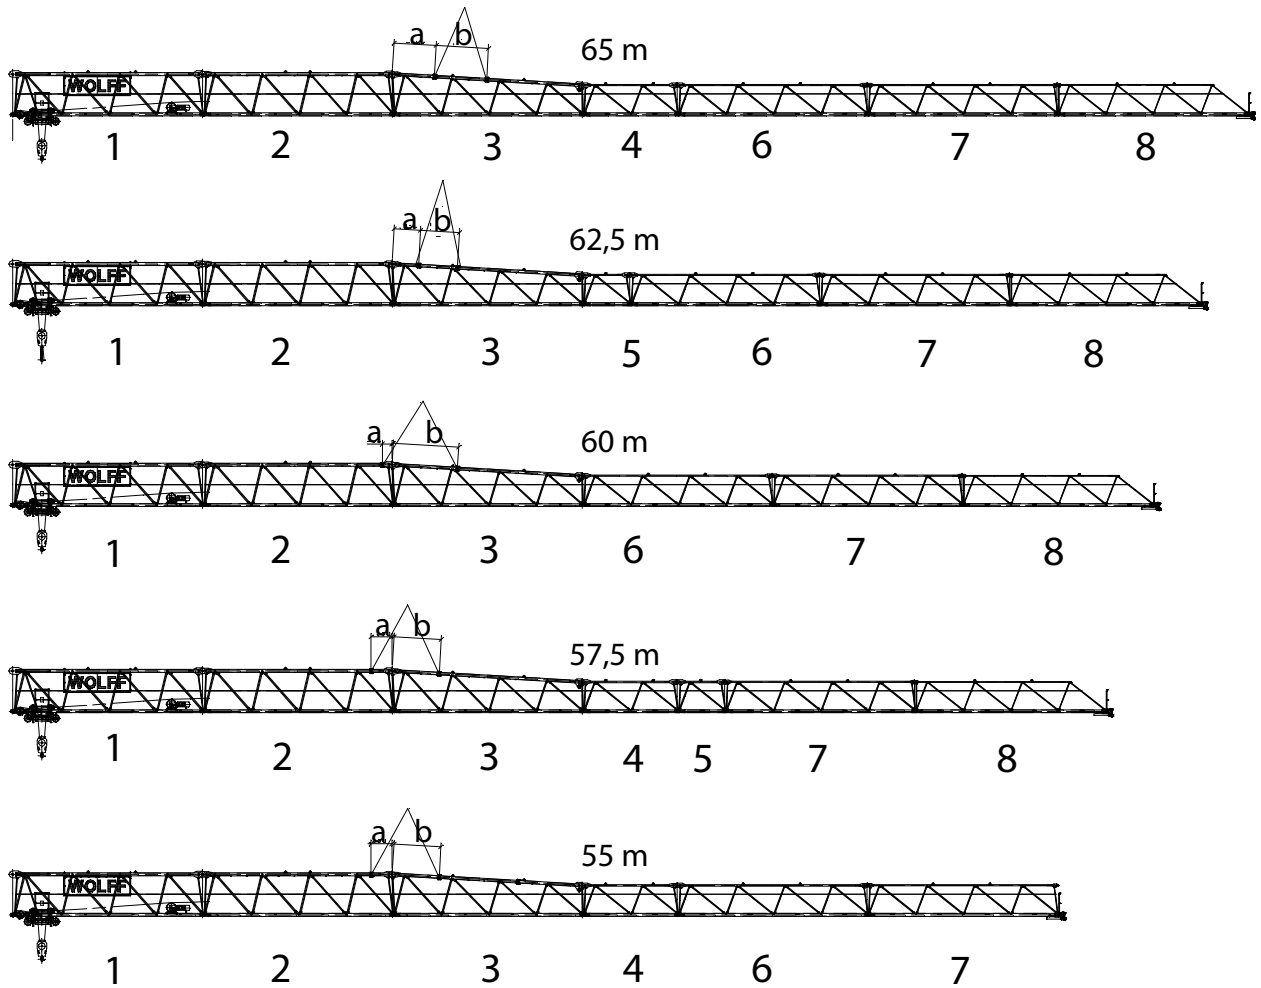 a b 65 m
WOLFF
1 2 3 4 6 7 8
a b 62,5 m
WOLFF
1 2 3 5 6 7 8
a b 60 m
WOLFF
1 2 3 6 7 8
a b 57,5 m
WOLFF
1 2 3 4 5 7 8
a b 55 m
WOLFF
1 2 3 4 6 7